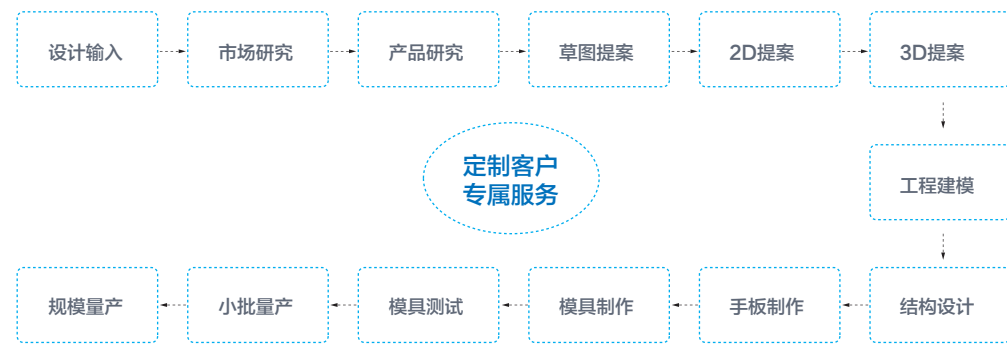 设计输入
市场研究
产品研究
草图提案
2D提案
3D提案
定制客户
专属服务
工程建模
规模量产
小批量产
模具测试
模具制作
手板制作
结构设计